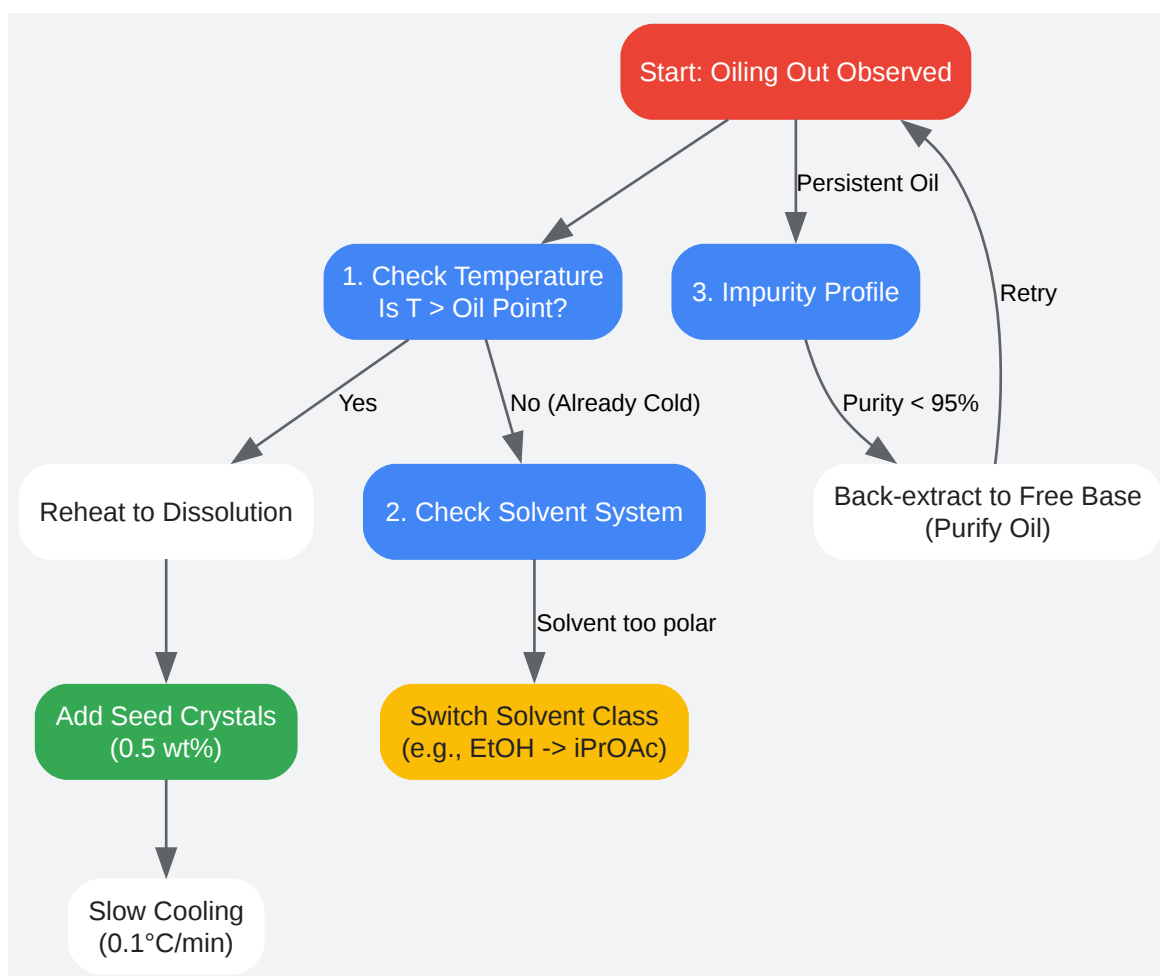 Start: Oiling Out Observed
Persistent Oil
1. Check Temperature
Is T > Oil Point?
3. Impurity Profile
Retry
Yes
No (Already Cold)
Purity < 95%
Reheat to Dissolution
2. Check Solvent System
Back-extract to Free Base
(Purify Oil)
Solvent too polar
Add Seed Crystals
(0.5 wt%)
Switch Solvent Class
(e.g., EtOH -> iPrOAc)
Slow Cooling
(0.1°C/min)